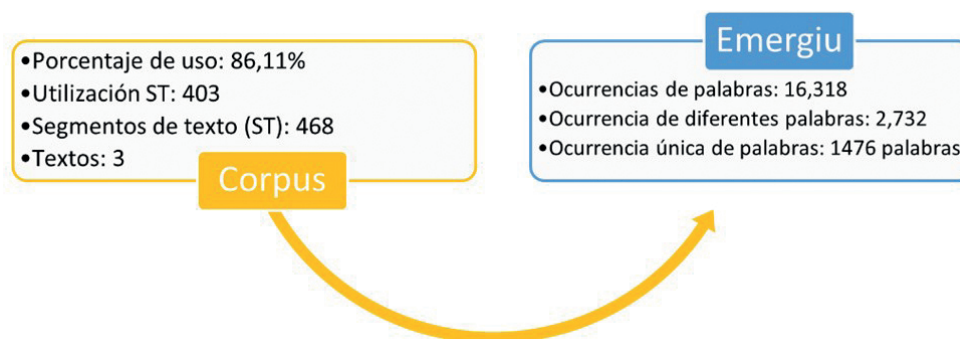 •Porcentaje de uso: 86,11%
•Utilización ST: 403
•Segmentos de texto (ST): 468
•Textos: 3
Corpus
Emergiu
•Ocurrencias de palabras: 16,318
•Ocurrencia de diferentes palabras: 2,732
•Ocurrencia única de palabras: 1476 palabras